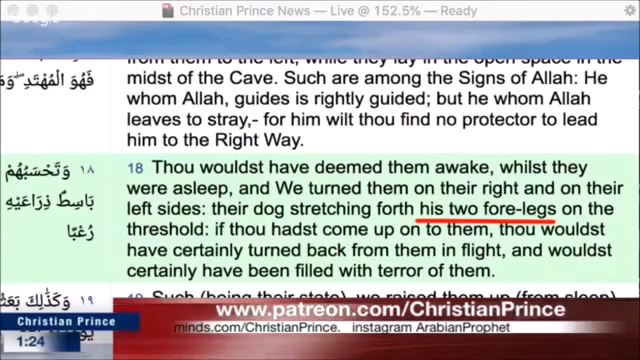 Christian Prince News — Live @ 152.5% — Ready
from them to the left, while they lay in the open space in the
midst of the Cave. Such are among the Signs of Allah: He
whom Allah, guides is rightly guided; but he whom Allah
leaves to stray,- for him wilt thou find no protector to lead
him to the Right Way.
فَهُوَ الْمُهْتَدِ ۖ
18 Thou wouldst have deemed them awake, whilst they
were asleep, and We turned them on their right and on their
left sides: their dog stretching forth his two fore-legs on the
threshold: if thou hadst come up on to them, thou wouldst
have certainly turned back from them in flight, and wouldst
certainly have been filled with terror of them.
١٨ وَتَحْسَبُهُمْ
بَاسِطٌ ذِرَاعَيْهِ
رُعْبًا
19 Such (being their state), we raised them up (from sleep)
١٩ وَكَذَٰلِكَ
www.patreon.com/ChristianPrince
Christian Prince
minds.com/ChristianPrince. instagram ArabianProphet
1:24